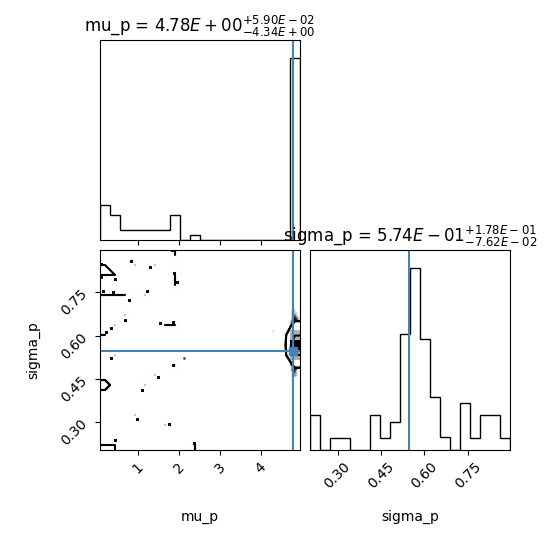 mu_p = 4.78E + 00 +5.90E − 02 −4.34E + 00
sigma_p = 5.74E − 01 +1.78E − 01 −7.62E − 02
sigma_p
0.75
0.60
0.45
0.30
1 2 3 4
0.30 0.45 0.60 0.75
mu_p sigma_p